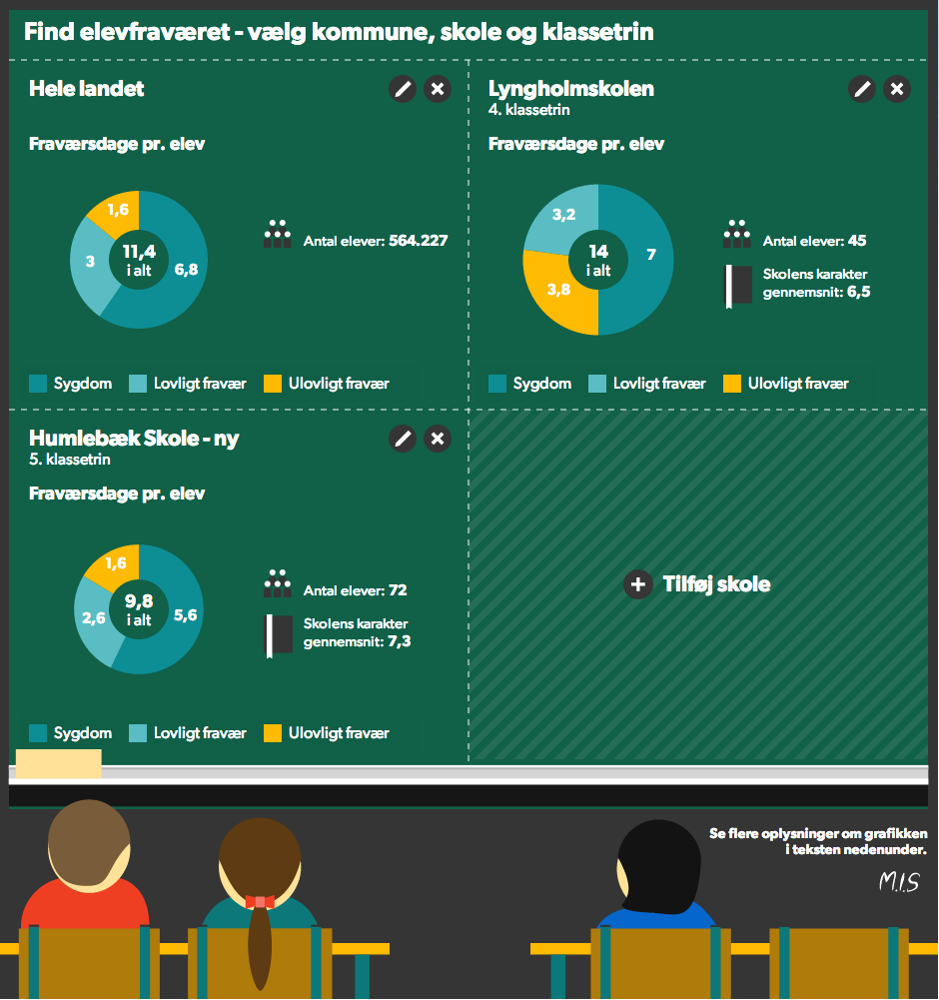 Find elevfraværet - vælg kommune, skole og klassetrin
Hele landet
Fraværsdage pr. elev
1,6
3
11,4
i alt
6,8
Antal elever: 564.227
Sygdom Lovligt fravær Ulovligt fravær
Lyngholmskolen
4. klassetrin
Fraværsdage pr. elev
3,2
14
i alt
7
3,8
Antal elever: 45
Skolens karakter
gennemsnit: 6,5
Sygdom Lovligt fravær Ulovligt fravær
Humlebæk Skole - ny
5. klassetrin
Fraværsdage pr. elev
1,6
9,8
i alt
2,6
5,6
Antal elever: 72
Skolens karakter
gennemsnit: 7,3
Sygdom Lovligt fravær Ulovligt fravær
Tilføj skole
Se flere oplysninger om grafikken
i teksten nedenunder.
M.I.S